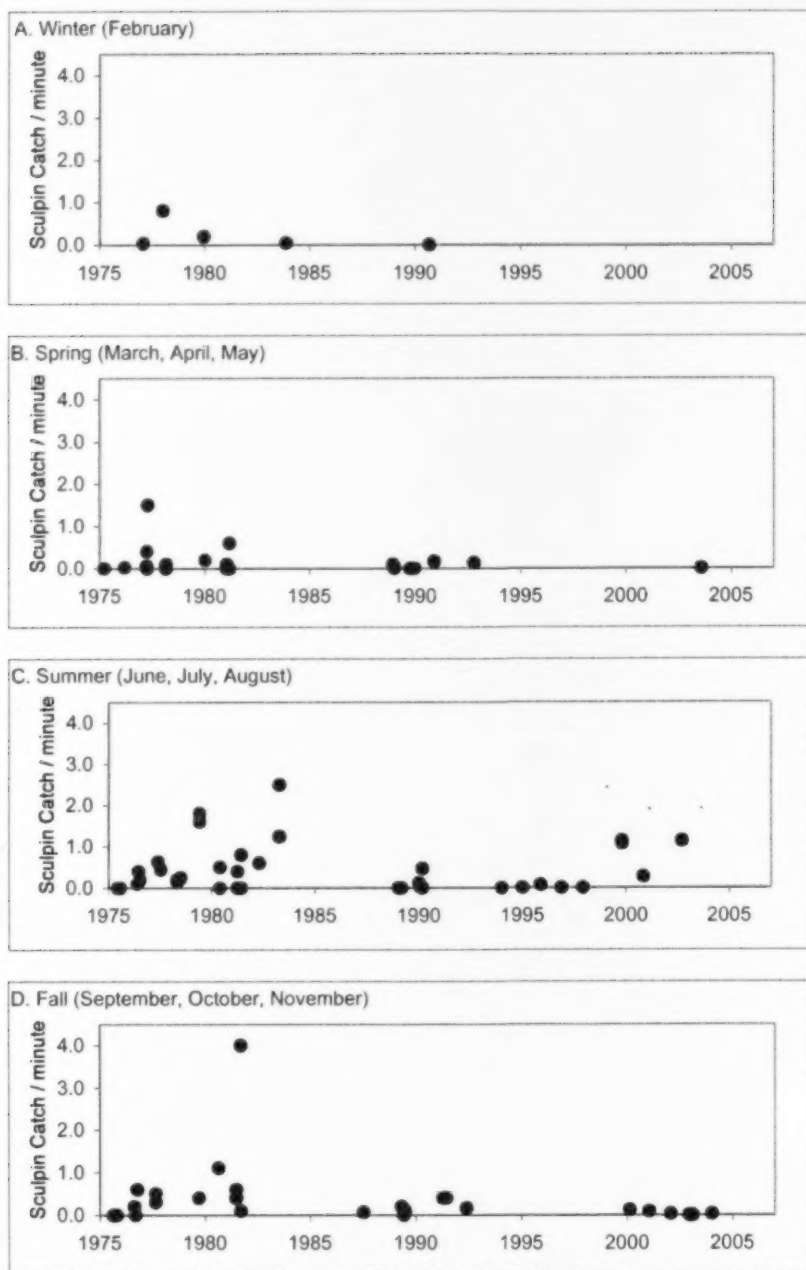 A. Winter (February)
Sculpin Catch / minute
4.0
3.0
2.0
1.0
0.0
1975 1980 1985 1990 1995 2000 2005
B. Spring (March, April, May)
Sculpin Catch / minute
4.0
3.0
2.0
1.0
0.0
1975 1980 1985 1990 1995 2000 2005
C. Summer (June, July, August)
Sculpin Catch / minute
4.0
3.0
2.0
1.0
0.0
1975 1980 1985 1990 1995 2000 2005
D. Fall (September, October, November)
Sculpin Catch / minute
4.0
3.0
2.0
1.0
0.0
1975 1980 1985 1990 1995 2000 2005